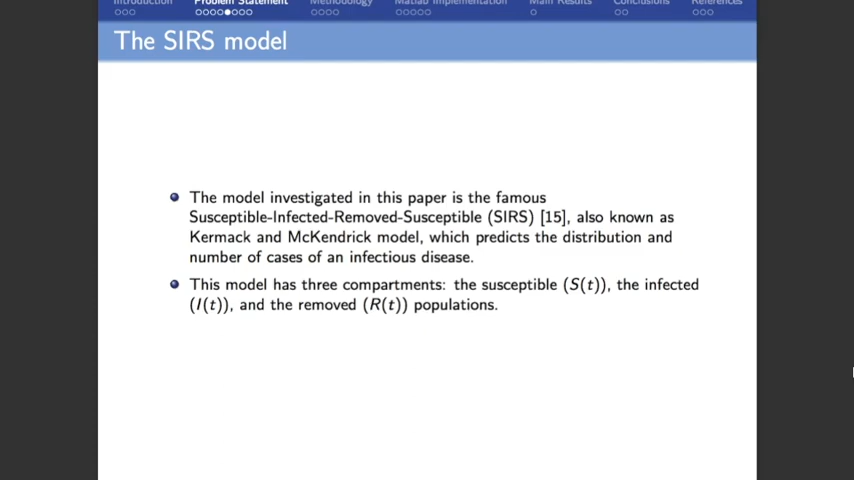 Introduction Problem Statement Methodology Matlab Implementation Main Results Conclusions References
The SIRS model
The model investigated in this paper is the famous
Susceptible-Infected-Removed-Susceptible (SIRS) [15], also known as
Kermack and McKendrick model, which predicts the distribution and
number of cases of an infectious disease.
This model has three compartments: the susceptible (S(t)), the infected
(I(t)), and the removed (R(t)) populations.